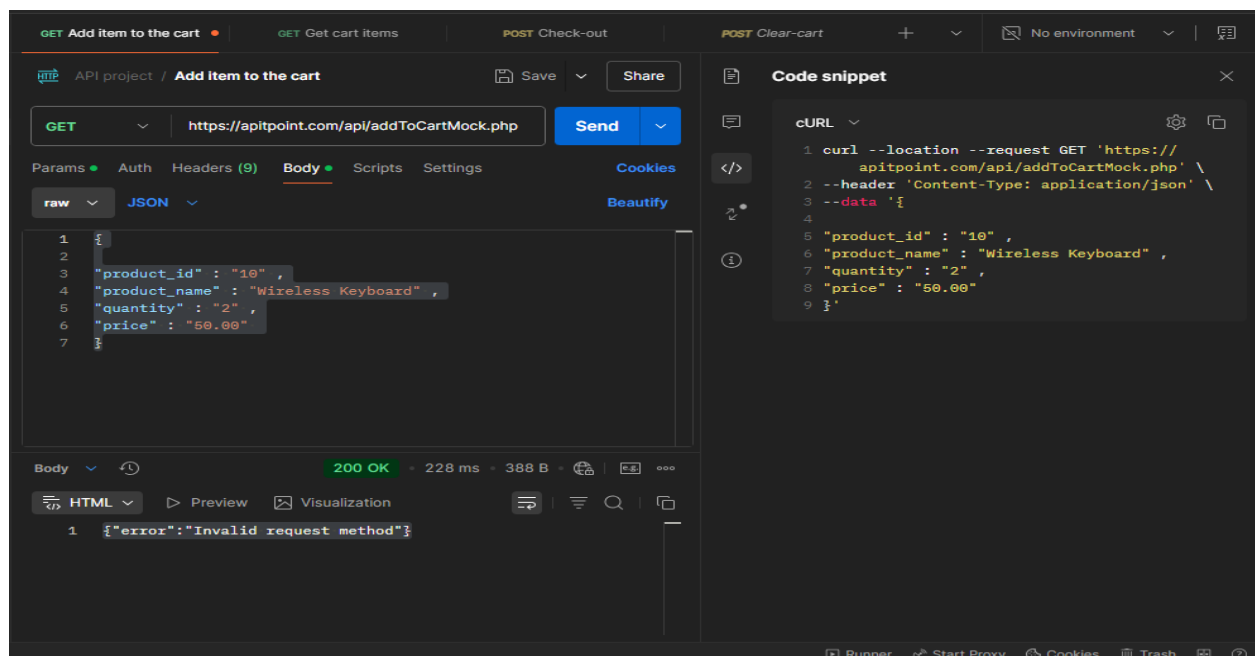 GET Add item to the cart
GET Get cart items
POST Check-out
POST Clear-cart
No environment
HTTP API project / Add item to the cart
Save
Share
GET
https://apitpoint.com/api/addToCartMock.php
Send
Params Auth Headers (9) Body Scripts Settings Cookies
raw JSON Beautify
1 {
2
3 "product_id" : "10" ,
4 "product_name" : "Wireless Keyboard" ,
5 "quantity" : "2" ,
6 "price" : "50.00"
7 }
Body 200 OK 228 ms 388 B e.g.
HTML Preview Visualization
1 {"error":"Invalid request method"}
Code snippet
cURL
1 curl --location --request GET 'https://
apitpoint.com/api/addToCartMock.php' \
2 --header 'Content-Type: application/json' \
3 --data '{
4
5 "product_id" : "10" ,
6 "product_name" : "Wireless Keyboard" ,
7 "quantity" : "2" ,
8 "price" : "50.00"
9 }'
Runner Start Proxy Cookies Trash